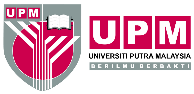 UPM
UPM
UNIVERSITI PUTRA MALAYSIA
BERILMU BERBAKTI